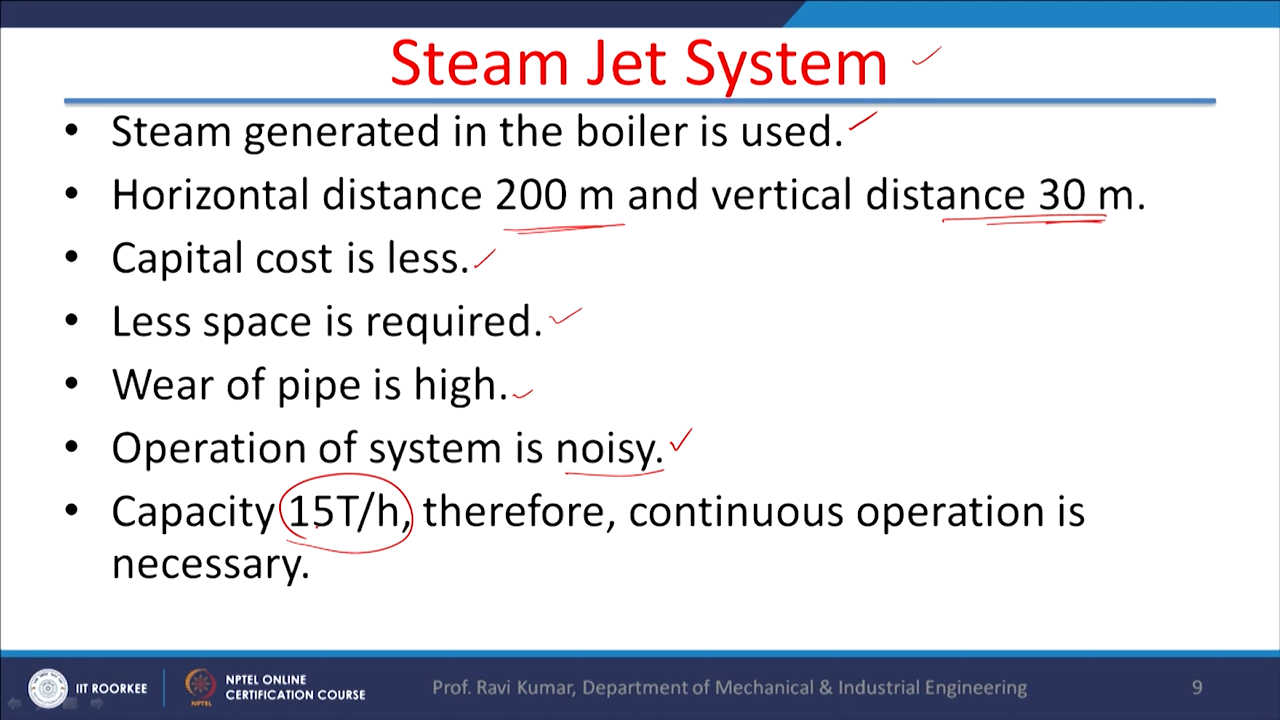 Steam Jet System
• Steam generated in the boiler is used.
• Horizontal distance 200 m and vertical distance 30 m.
• Capital cost is less.
• Less space is required.
• Wear of pipe is high.
• Operation of system is noisy.
• Capacity 15T/h, therefore, continuous operation is
necessary.
IIT ROORKEE
NPTEL ONLINE
CERTIFICATION COURSE
NPTEL
Prof. Ravi Kumar, Department of Mechanical & Industrial Engineering
9